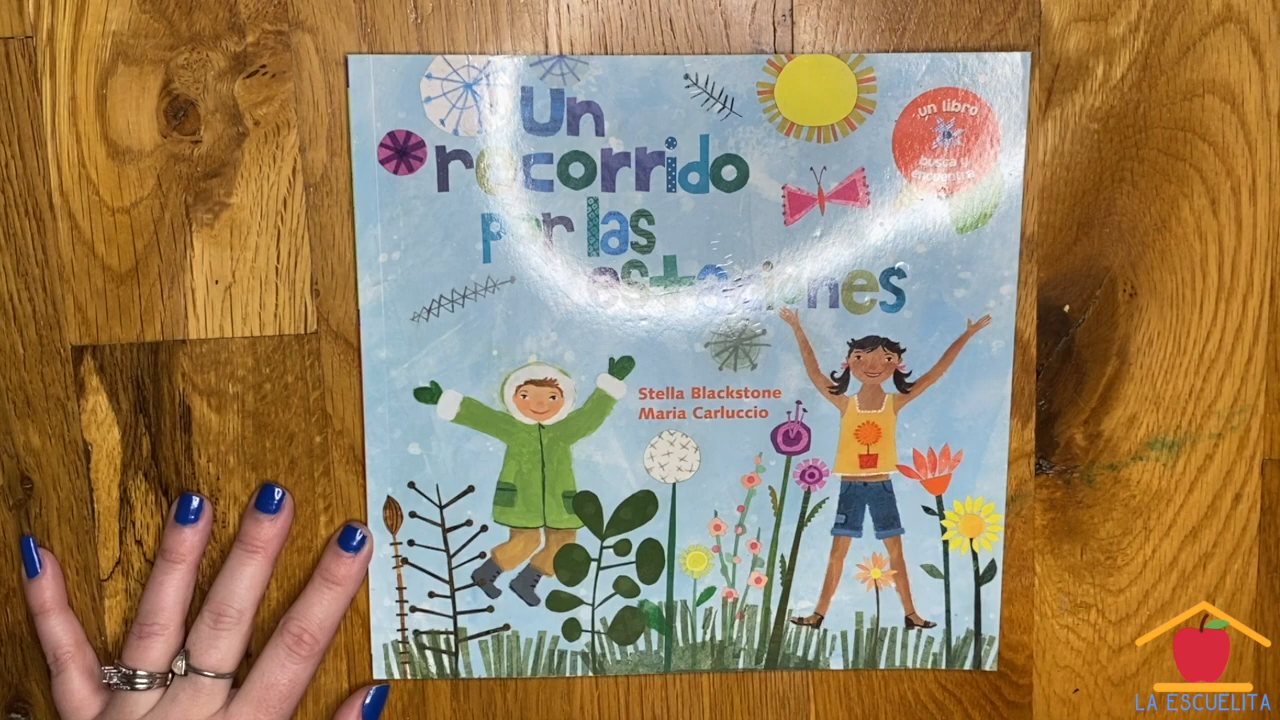 Un
recorrido
por las
estaciones
un libro
busca y
encuentra
Stella Blackstone
Maria Carluccio
LA ESCUELITA